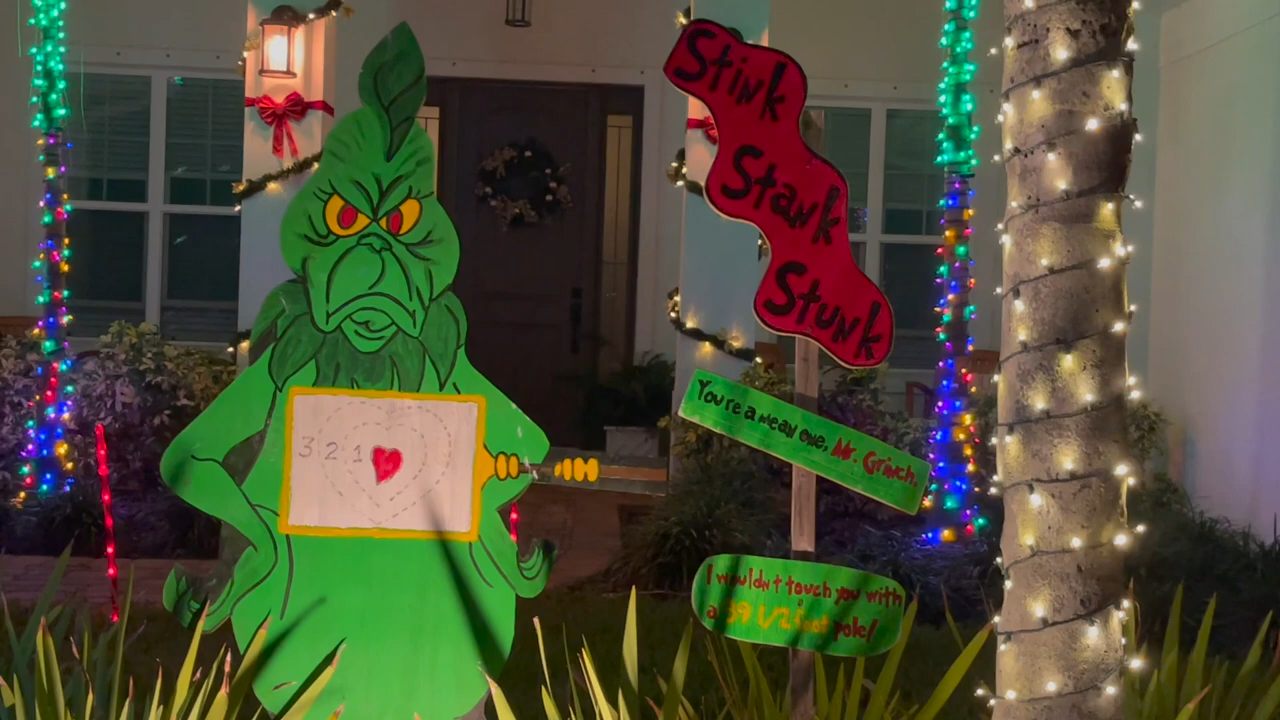 Stink
Stank
Stunk
3 2 1
You're a mean one, Mr. Grinch.
I wouldn't touch you with
a 39 1/2 foot pole!